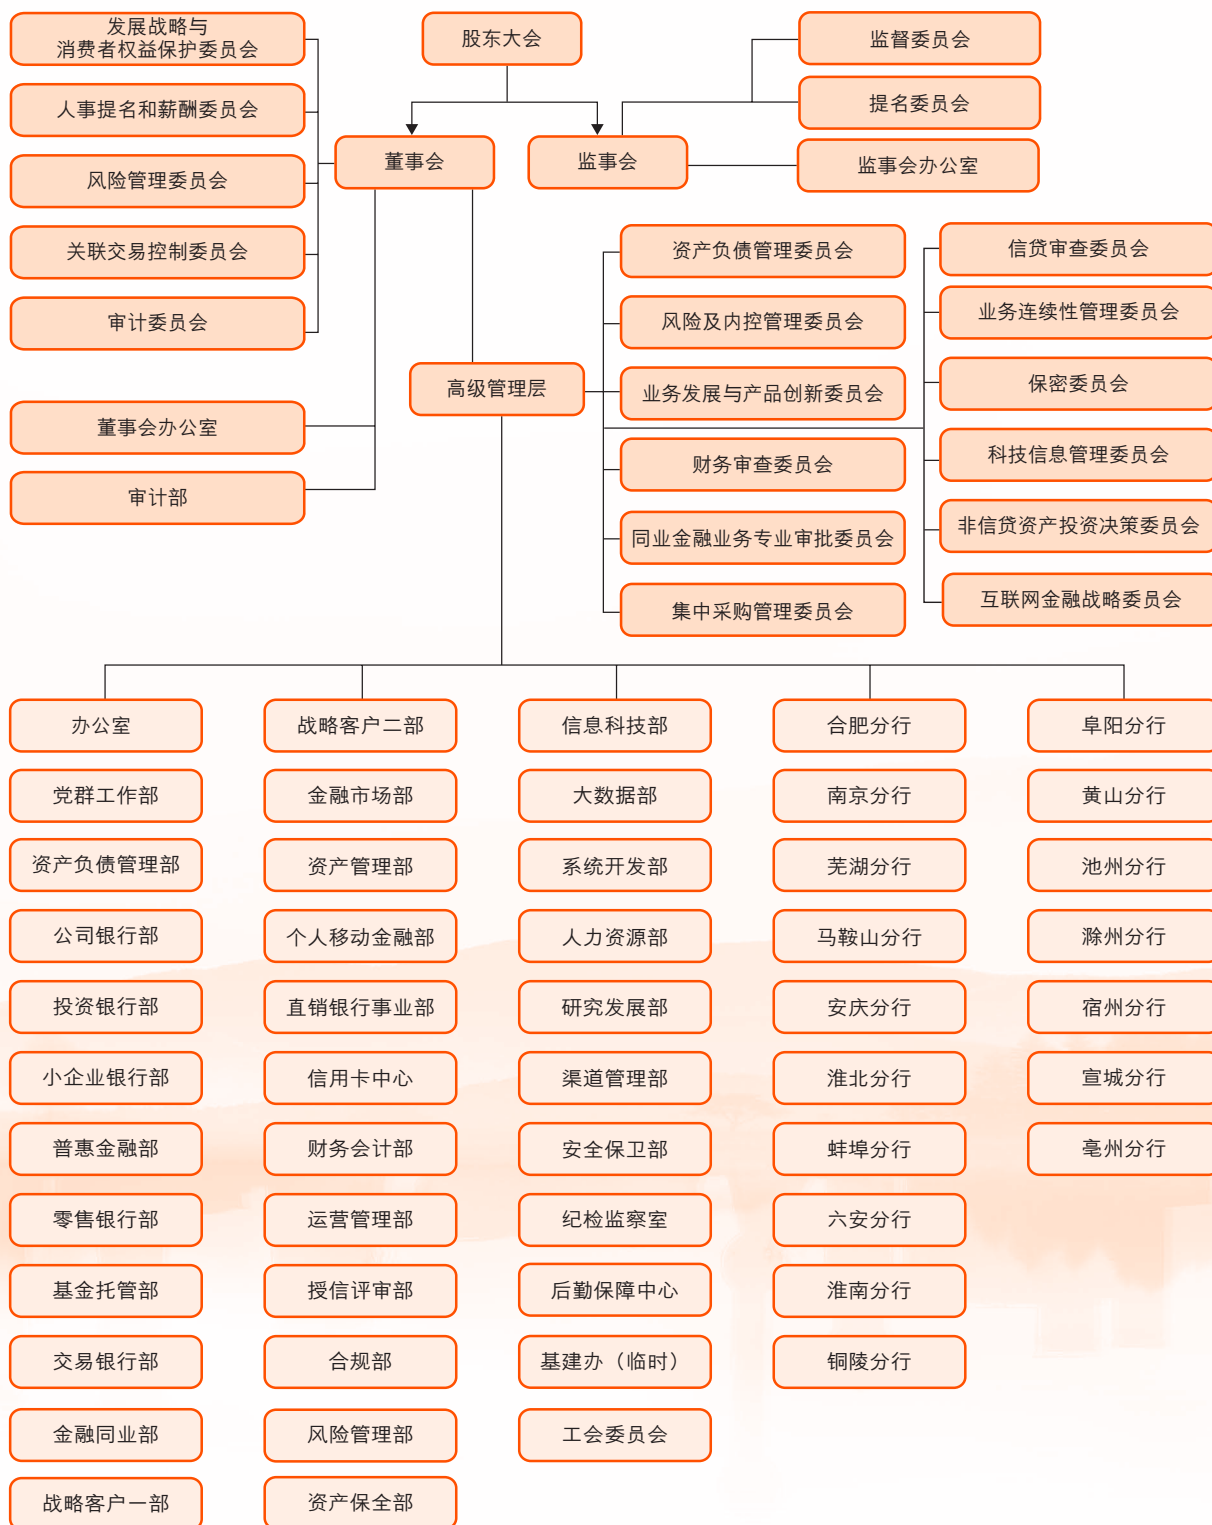 发展战略与
消费者权益保护委员会
股东大会
监督委员会
人事提名和薪酬委员会
提名委员会
董事会
监事会
监事会办公室
风险管理委员会
关联交易控制委员会
审计委员会
资产负债管理委员会
信贷审查委员会
风险及内控管理委员会
业务连续性管理委员会
高级管理层
业务发展与产品创新委员会
保密委员会
董事会办公室
财务审查委员会
科技信息管理委员会
审计部
同业金融业务专业审批委员会
非信贷资产投资决策委员会
集中采购管理委员会
互联网金融战略委员会
办公室
党群工作部
资产负债管理部
公司银行部
投资银行部
小企业银行部
普惠金融部
零售银行部
基金托管部
交易银行部
金融同业部
战略客户一部
战略客户二部
金融市场部
资产管理部
个人移动金融部
直销银行事业部
信用卡中心
财务会计部
运营管理部
授信评审部
合规部
风险管理部
资产保全部
信息科技部
大数据部
系统开发部
人力资源部
研究发展部
渠道管理部
安全保卫部
纪检监察室
后勤保障中心
基建办（临时）
工会委员会
合肥分行
南京分行
芜湖分行
马鞍山分行
安庆分行
淮北分行
蚌埠分行
六安分行
淮南分行
铜陵分行
阜阳分行
黄山分行
池州分行
滁州分行
宿州分行
宣城分行
亳州分行